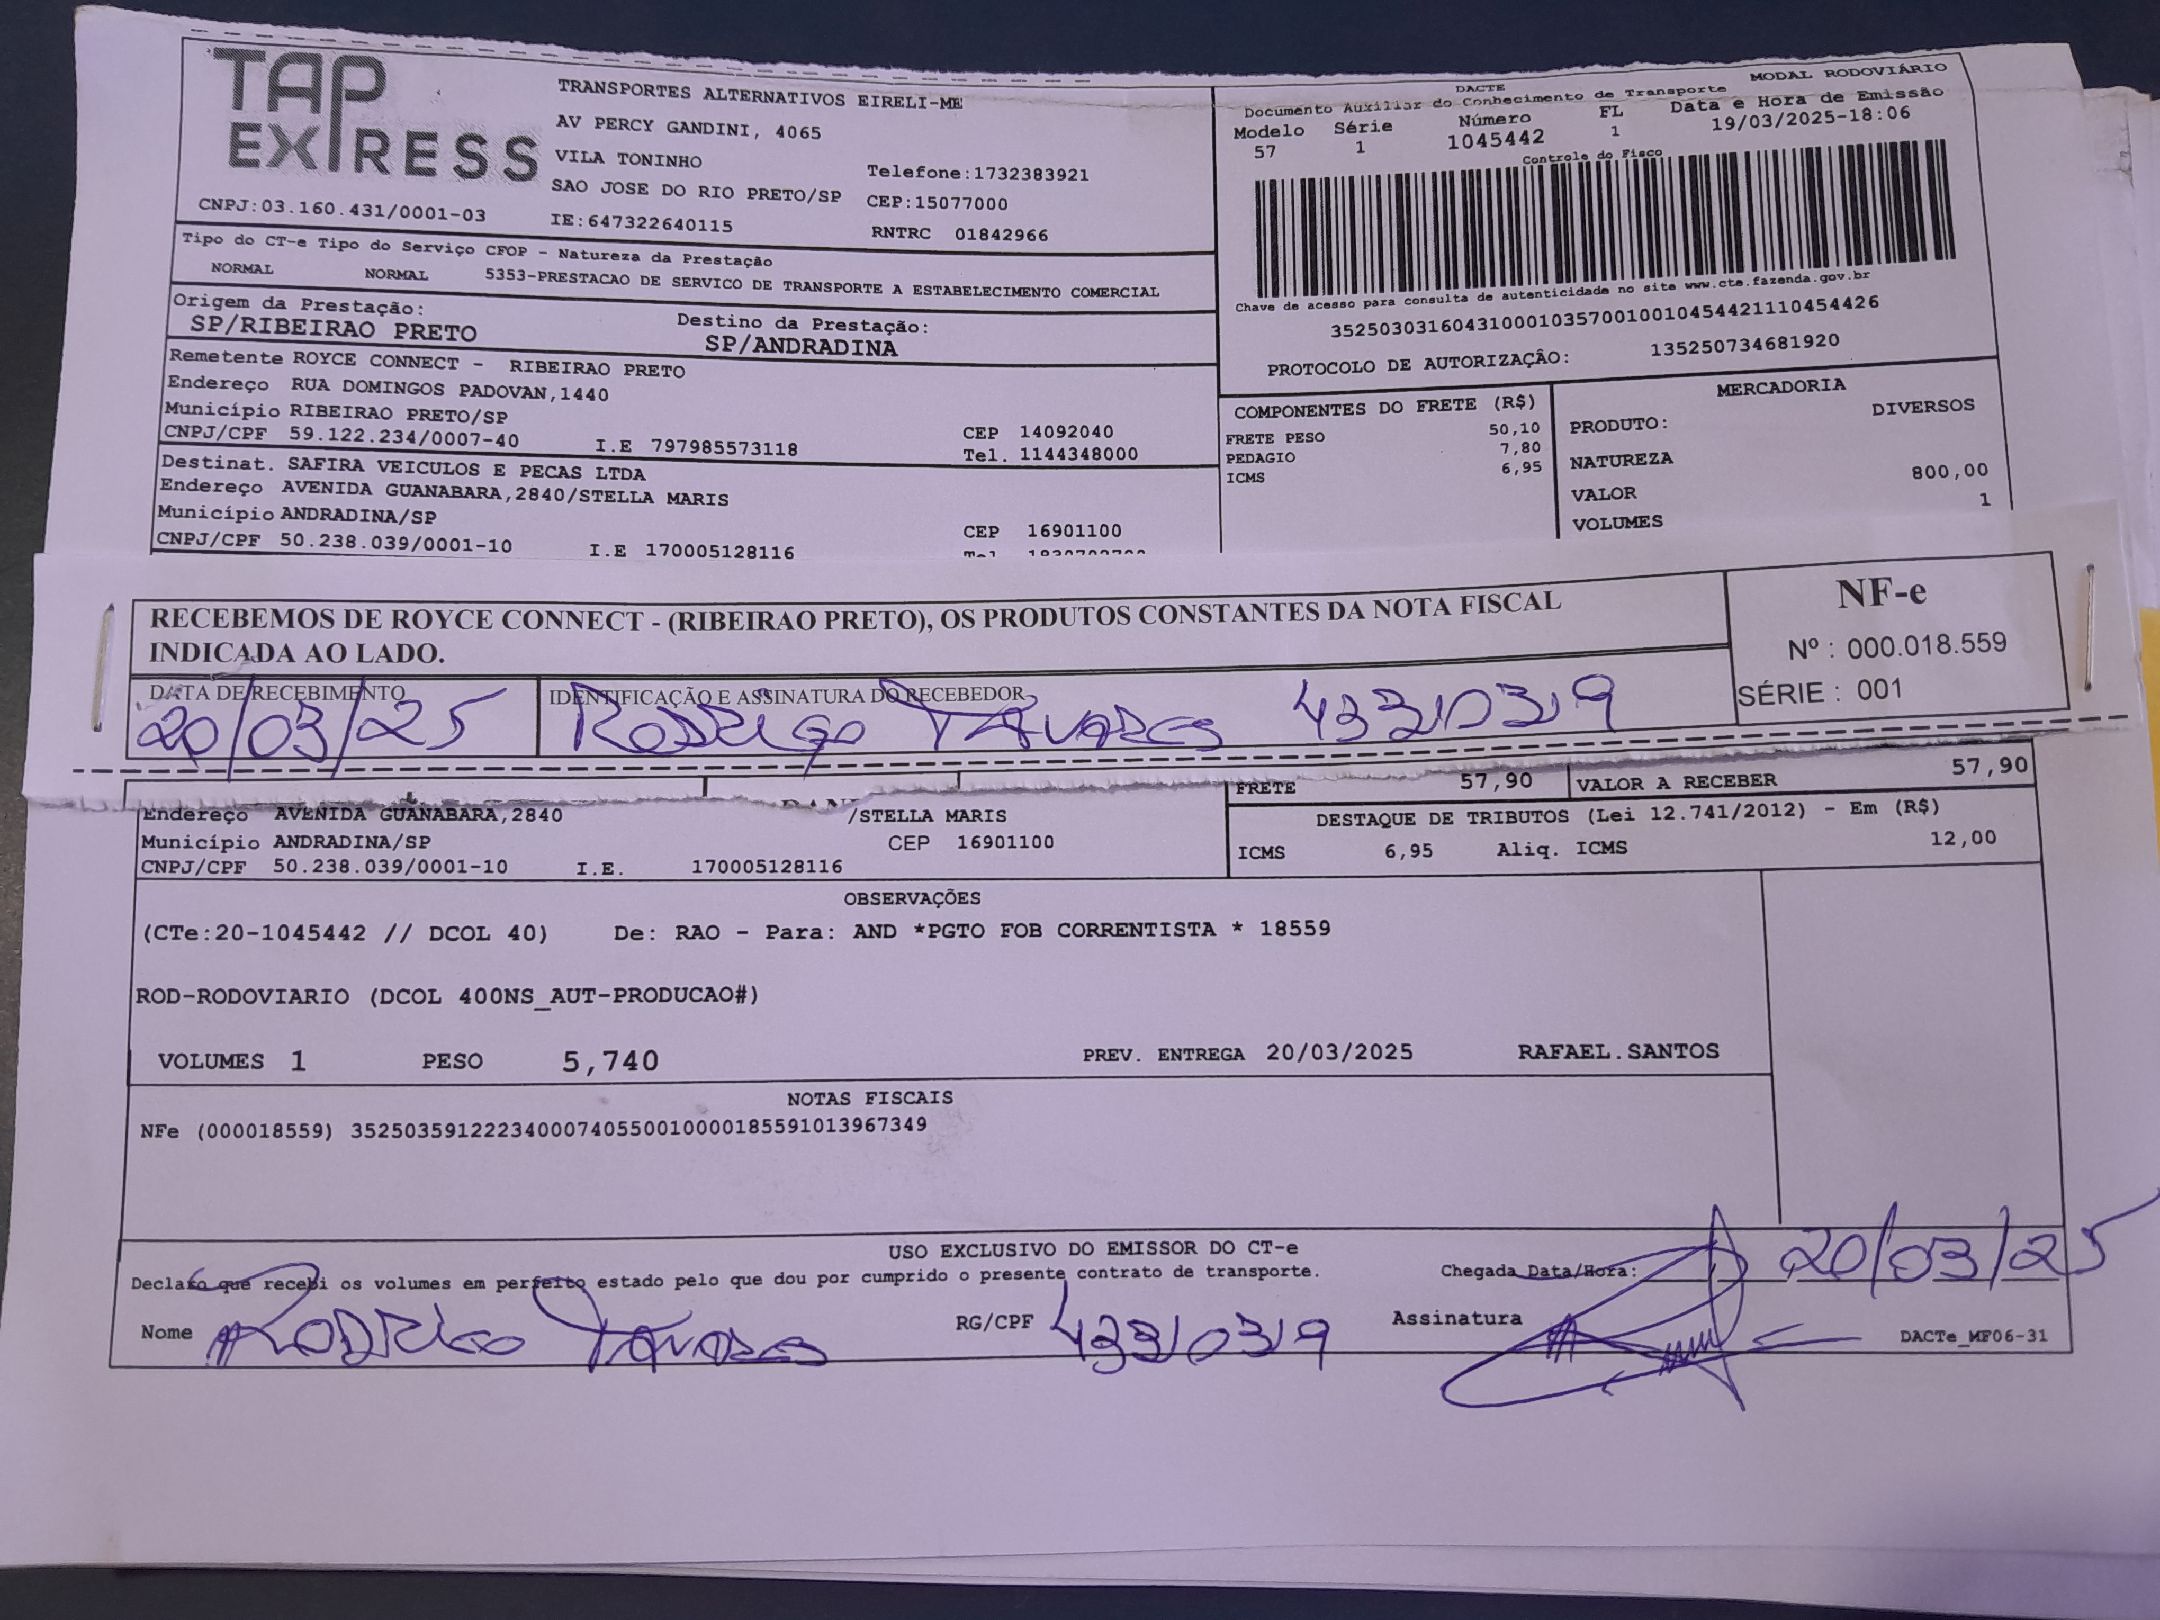 TAP EXPRESS
TRANSPORTES ALTERNATIVOS EIRELI-ME
AV PERCY GANDINI, 4065
VILA TONINHO
Telefone:1732383921
SAO JOSE DO RIO PRETO/SP CEP:15077000
CNPJ:03.160.431/0001-03 IE:647322640115 RNTRC 01842966
DACTE
MODAL RODOVIÁRIO
Documento Auxiliar do Conhecimento de Transporte
Modelo Série Número FL Data e Hora de Emissão
57 1 1045442 1 19/03/2025-18:06
Controle do Fisco
Chave de acesso para consulta de autenticidade no site www.cte.fazenda.gov.br
35250303160431000103570010010454421110454426
PROTOCOLO DE AUTORIZAÇÂO: 135250734681920
Tipo do CT-e Tipo do Serviço CFOP - Natureza da Prestação
NORMAL NORMAL 5353-PRESTACAO DE SERVICO DE TRANSPORTE A ESTABELECIMENTO COMERCIAL
Origem da Prestação: Destino da Prestação:
SP/RIBEIRAO PRETO SP/ANDRADINA
Remetente ROYCE CONNECT - RIBEIRAO PRETO
Endereço RUA DOMINGOS PADOVAN,1440
Município RIBEIRAO PRETO/SP CEP 14092040
CNPJ/CPF 59.122.234/0007-40 I.E 797985573118 Tel. 1144348000
Destinat. SAFIRA VEICULOS E PECAS LTDA
Endereço AVENIDA GUANABARA,2840/STELLA MARIS
Município ANDRADINA/SP CEP 16901100
CNPJ/CPF 50.238.039/0001-10 I.E 170005128116
COMPONENTES DO FRETE (R$)
FRETE PESO 50,10
PEDAGIO 7,80
ICMS 6,95
MERCADORIA
PRODUTO: DIVERSOS
NATUREZA
VALOR 800,00
VOLUMES 1
RECEBEMOS DE ROYCE CONNECT - (RIBEIRAO PRETO), OS PRODUTOS CONSTANTES DA NOTA FISCAL
INDICADA AO LADO.
NF-e
Nº : 000.018.559
SÉRIE : 001
DATA DE RECEBIMENTO IDENTIFICAÇÃO E ASSINATURA DO RECEBEDOR
20/03/25 Rodrigo Tavares 43310319
FRETE 57,90 VALOR A RECEBER 57,90
Endereço AVENIDA GUANABARA,2840 /STELLA MARIS
Município ANDRADINA/SP CEP 16901100
CNPJ/CPF 50.238.039/0001-10 I.E. 170005128116
DESTAQUE DE TRIBUTOS (Lei 12.741/2012) - Em (R$)
ICMS 6,95 Aliq. ICMS 12,00
OBSERVAÇÕES
(CTe:20-1045442 // DCOL 40) De: RAO - Para: AND *PGTO FOB CORRENTISTA * 18559
ROD-RODOVIARIO (DCOL 400NS_AUT-PRODUCAO#)
VOLUMES 1 PESO 5,740 PREV. ENTREGA 20/03/2025 RAFAEL.SANTOS
NOTAS FISCAIS
NFe (000018559) 35250359122234000740550010000185591013967349
USO EXCLUSIVO DO EMISSOR DO CT-e
Declaro que recebi os volumes em perfeito estado pelo que dou por cumprido o presente contrato de transporte. Chegada Data/Hora: 20/03/25
Nome Rodrigo Tavares RG/CPF 43310319 Assinatura
DACTe_MF06-31